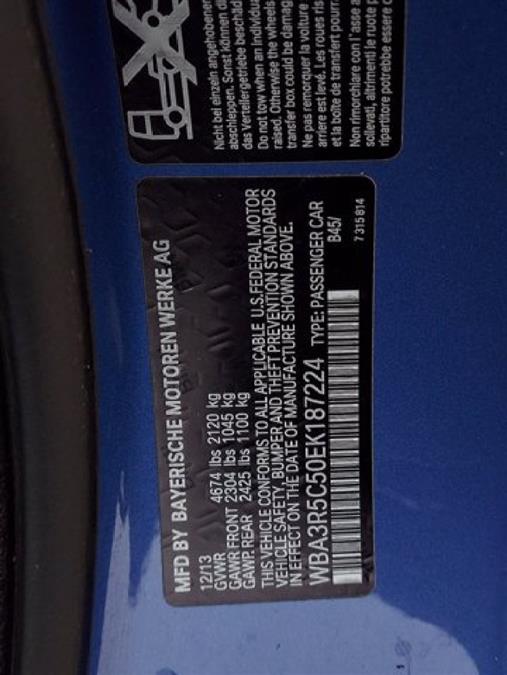 Nicht bei einzeln angehobener
abschleppen. Sonst können die
das Verteilergetriebe beschäd
Do not tow when an individua
raised. Otherwise the wheels
transfer box could be damag
Ne pas remorquer la voiture
arrière est levé. Les roues ris
et la boîte de transfert pourr
Non rimorchiare con l'asse a
sollevati, altrimenti le ruote p
ripartitore potrebbe essere d
MFD BY BAYERISCHE MOTOREN WERKE AG
12/13
GVWR 4674 lbs 2120 kg
GAWR FRONT 2304 lbs 1045 kg
GAWR REAR 2425 lbs 1100 kg
THIS VEHICLE CONFORMS TO ALL APPLICABLE U.S. FEDERAL MOTOR
VEHICLE SAFETY, BUMPER AND THEFT PREVENTION STANDARDS
IN EFFECT ON THE DATE OF MANUFACTURE SHOWN ABOVE.
WBA3R5C50EK187224 TYPE: PASSENGER CAR
B45/
7 315 814